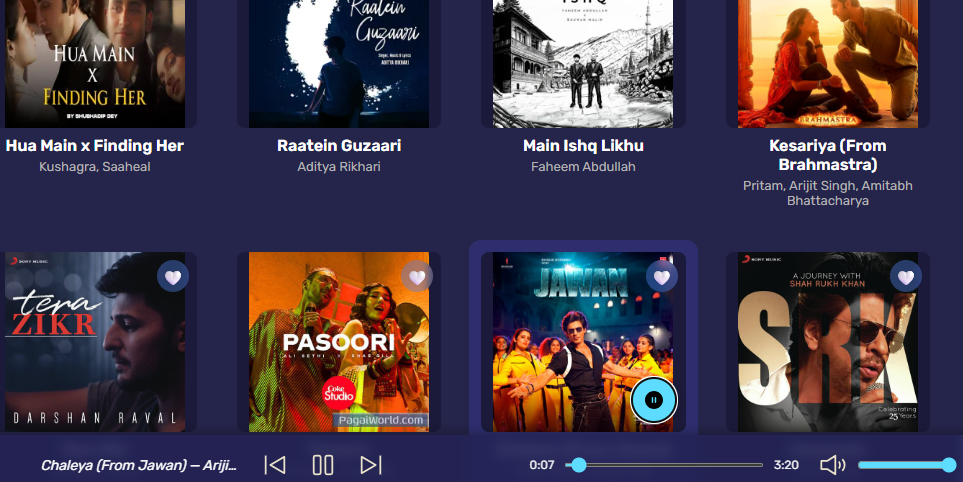 HUA MAIN
X
FINDING HER
BY SHUBHADIP DEY
Raatein
Guzaari
Singer, Music & Lyrics
ADITYA RIKHARI
ISHQ
FAHEEM ABDULLAH
RAUHAN MALIK
BRAHMASTRA
Hua Main x Finding Her
Kushagra, Saaheal
Raatein Guzaari
Aditya Rikhari
Main Ishq Likhu
Faheem Abdullah
Kesariya (From
Brahmastra)
Pritam, Arijit Singh, Amitabh
Bhattacharya
SONY MUSIC
tera
ZIKR
DARSHAN RAVAL
PASOORI
ALI SETHI x SHAE GILL
Coke
Studio
PagalWorld.com
JAWAN
SONY MUSIC
A JOURNEY WITH
SHAH RUKH KHAN
SRK
Celebrating
25 Years
Chaleya (From Jawan) – Ariji...
0:07
3:20